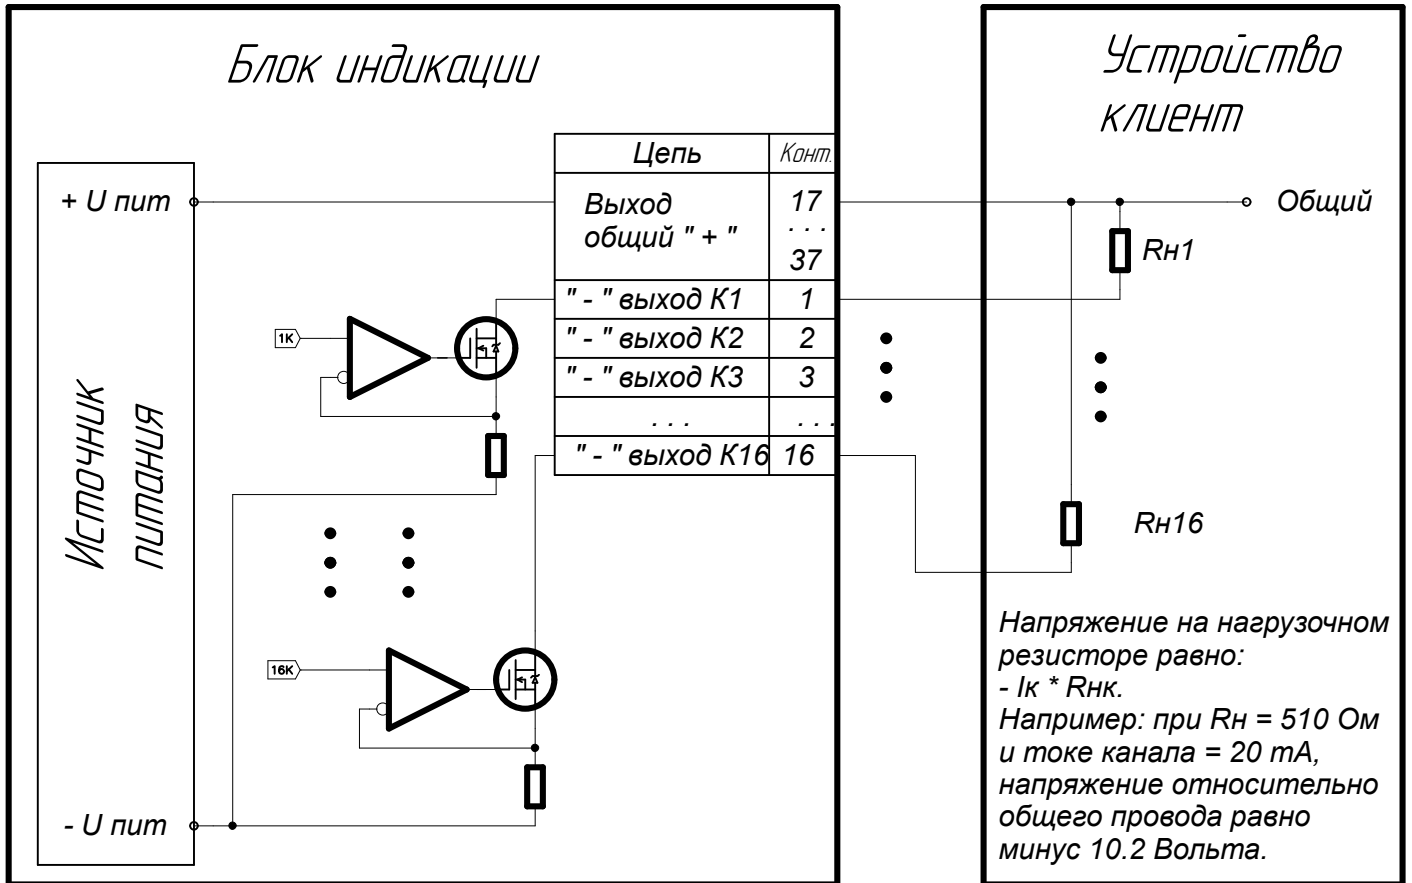 Блок индикации
Устройство
клиент
Цепь
Конт.
+ U пит
Выход
общий " + "
17
. . .
37
Общий
Rн1
" - " выход К1
1
1K
" - " выход К2
2
" - " выход К3
3
. . .
. . .
" - " выход К16
16
Источник
питания
Rн16
16K
- U пит
Напряжение на нагрузочном
резисторе равно:
- Iк * Rнк.
Например: при Rн = 510 Ом
и токе канала = 20 mA,
напряжение относительно
общего провода равно
минус 10.2 Вольта.